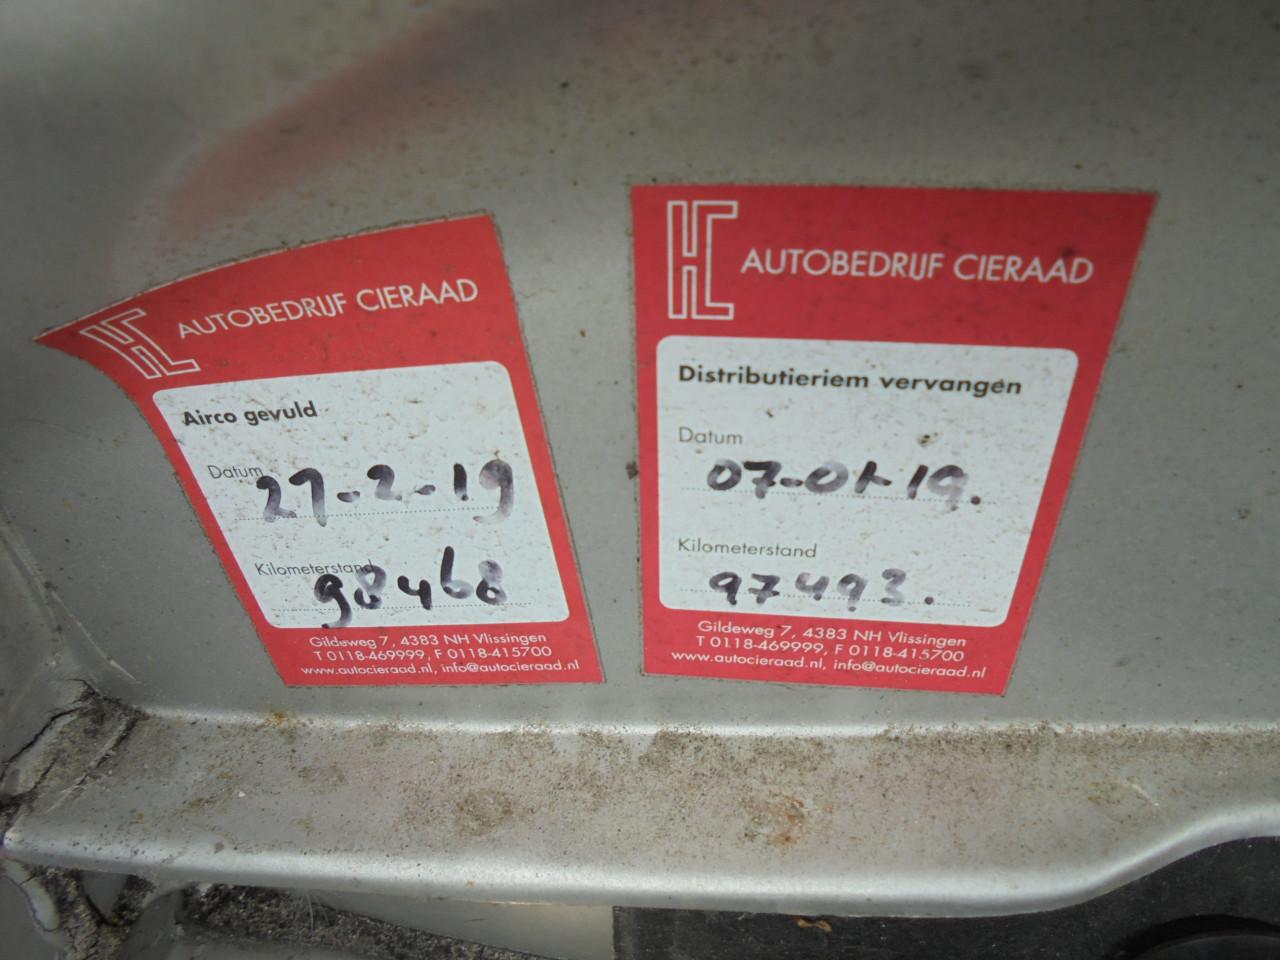 HC AUTOBEDRIJF CIERAAD
Airco gevuld
Datum
27-2-19
Kilometerstand
98468
Gildeweg 7, 4383 NH Vlissingen
T 0118-469999, F 0118-415700
www.autocieraad.nl, info@autocieraad.nl
HC AUTOBEDRIJF CIERAAD
Distributieriem vervangen
Datum
07-01-19.
Kilometerstand
97493.
Gildeweg 7, 4383 NH Vlissingen
T 0118-469999, F 0118-415700
www.autocieraad.nl, info@autocieraad.nl